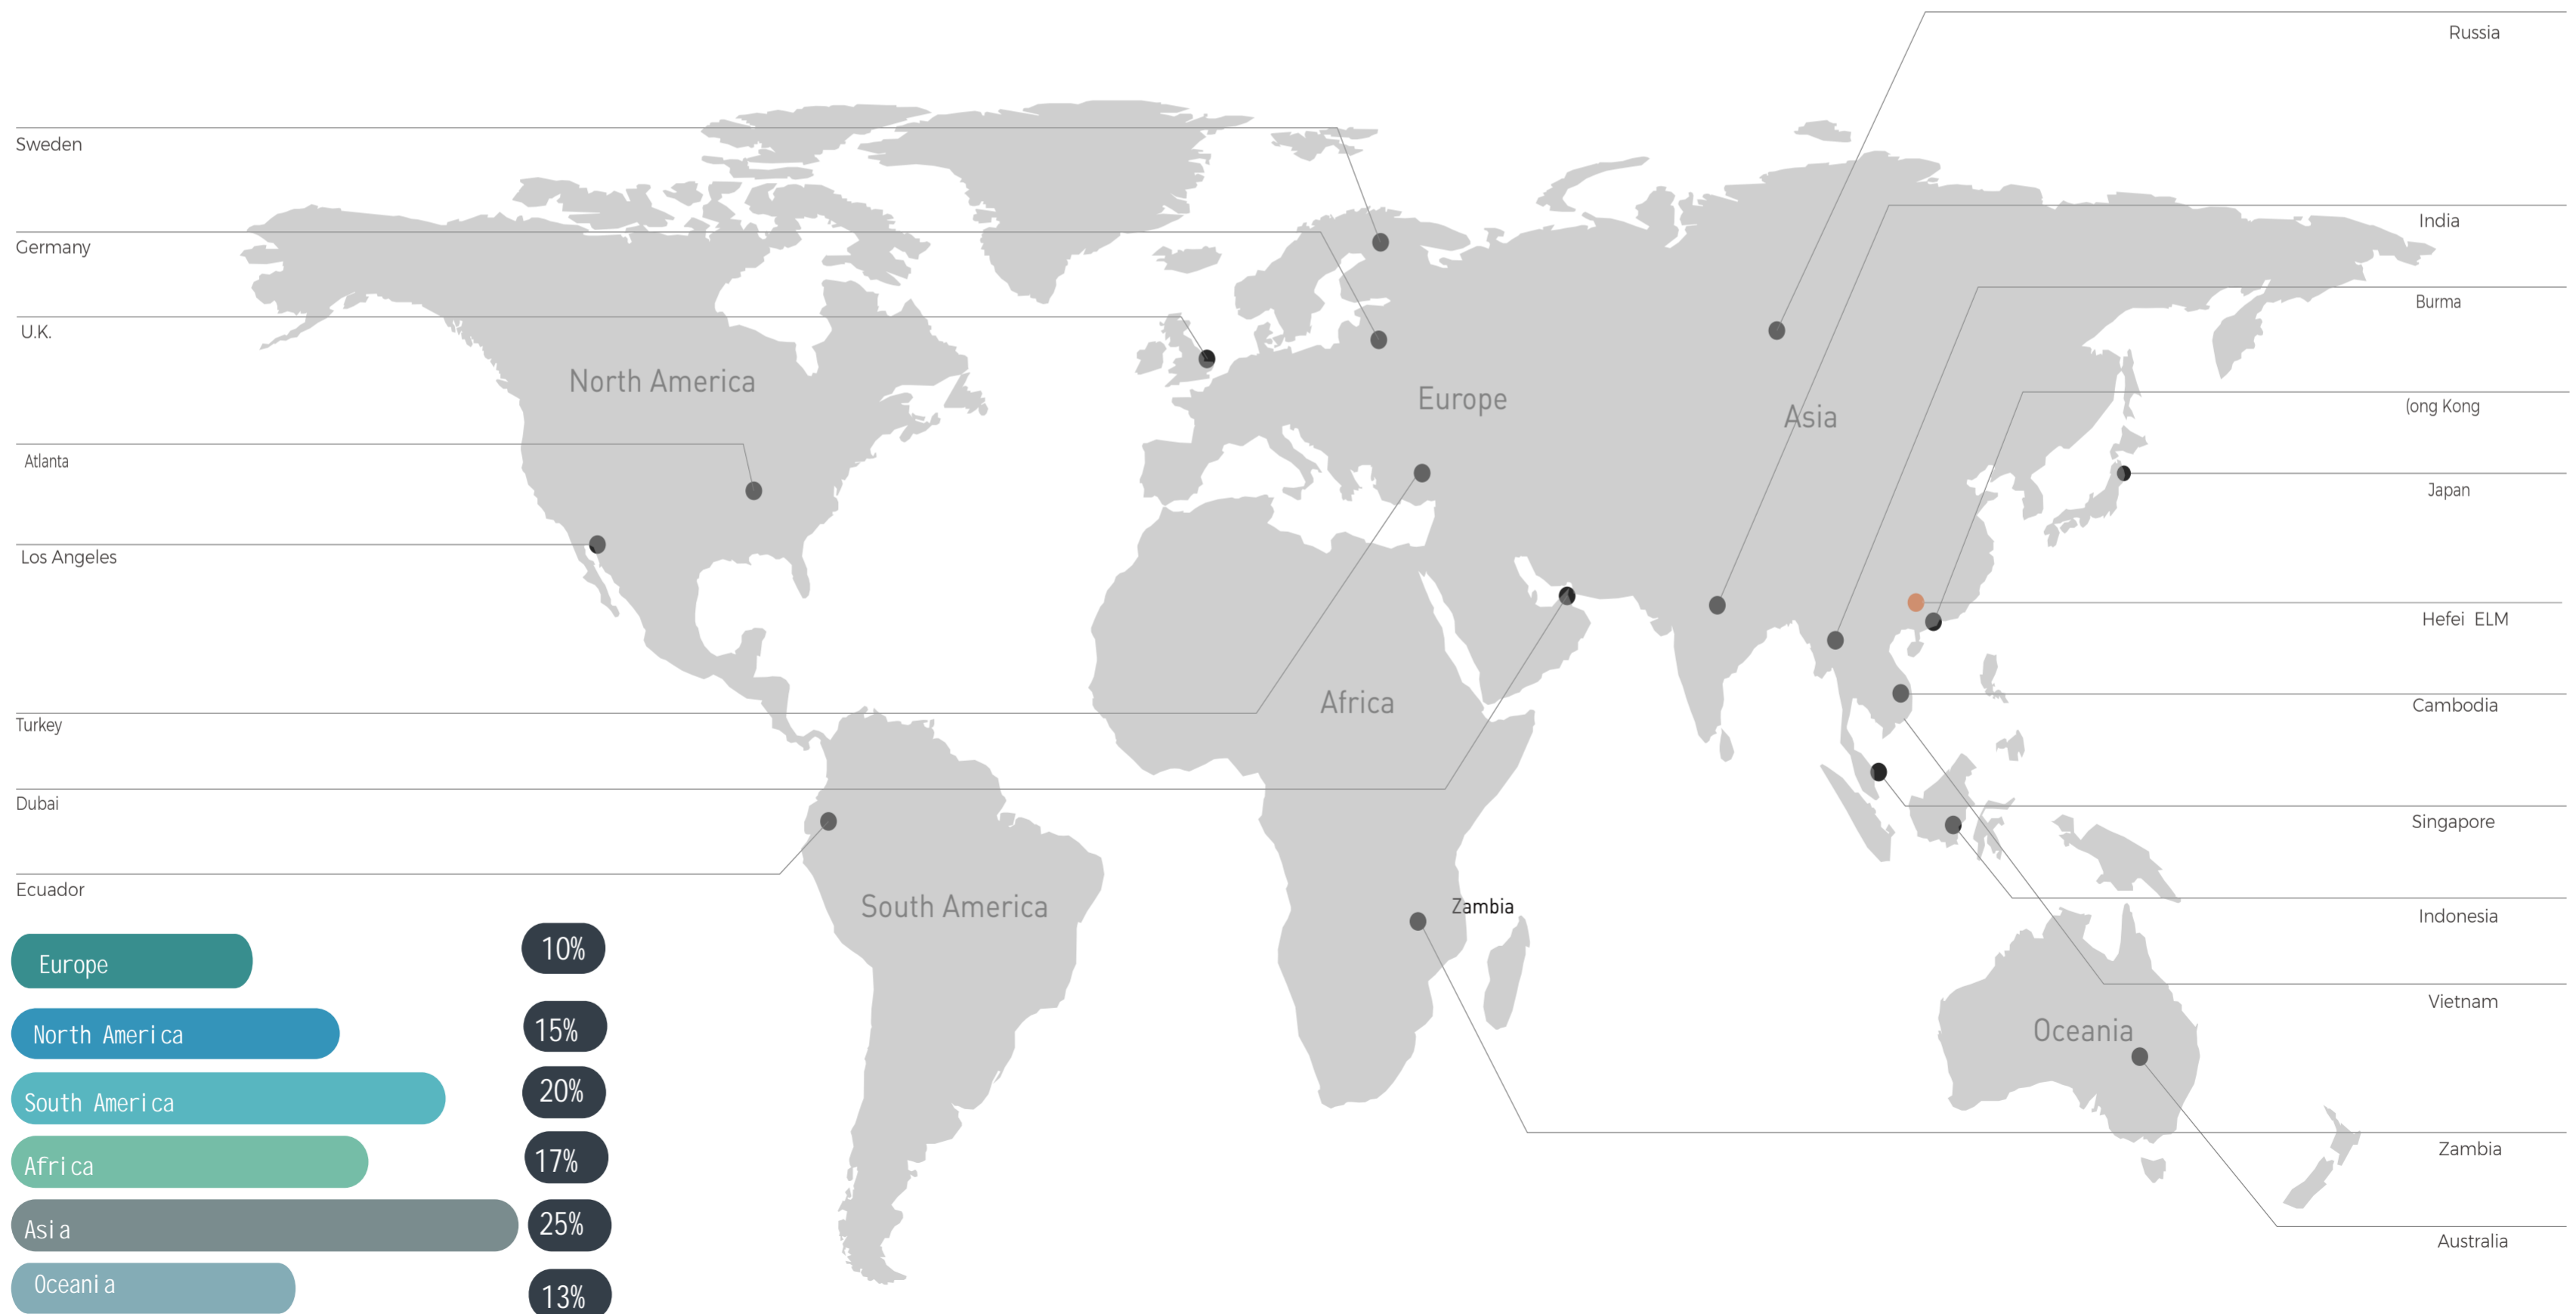 Russia
Sweden
India
Germany
Burma
U.K.
North America
Europe
Asia
(ong Kong
Atlanta
Japan
Los Angeles
Hefei ELM
Africa
Cambodia
Turkey
Dubai
Singapore
Ecuador
South America
Zambia
Indonesia
Vietnam
Oceania
Zambia
Australia
Europe 10%
North America 15%
South America 20%
Africa 17%
Asia 25%
Oceania 13%